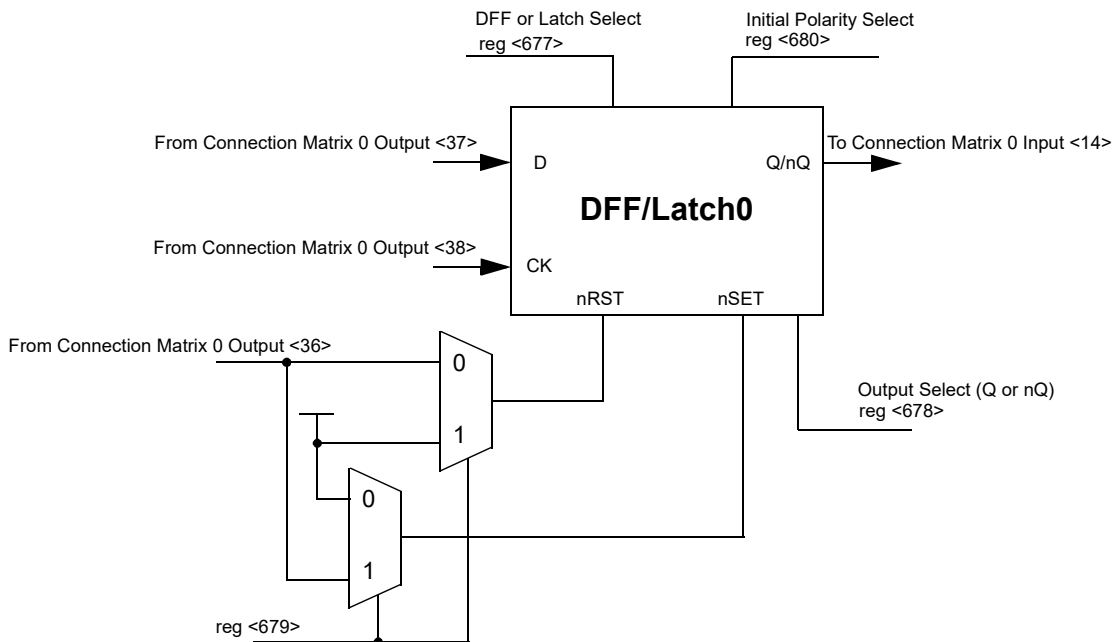 DFF or Latch Select
reg <677>
Initial Polarity Select
reg <680>
From Connection Matrix 0 Output <37>
D
Q/nQ
To Connection Matrix 0 Input <14>
DFF/Latch0
From Connection Matrix 0 Output <38>
CK
nRST
nSET
From Connection Matrix 0 Output <36>
0
1
Output Select (Q or nQ)
reg <678>
0
1
reg <679>